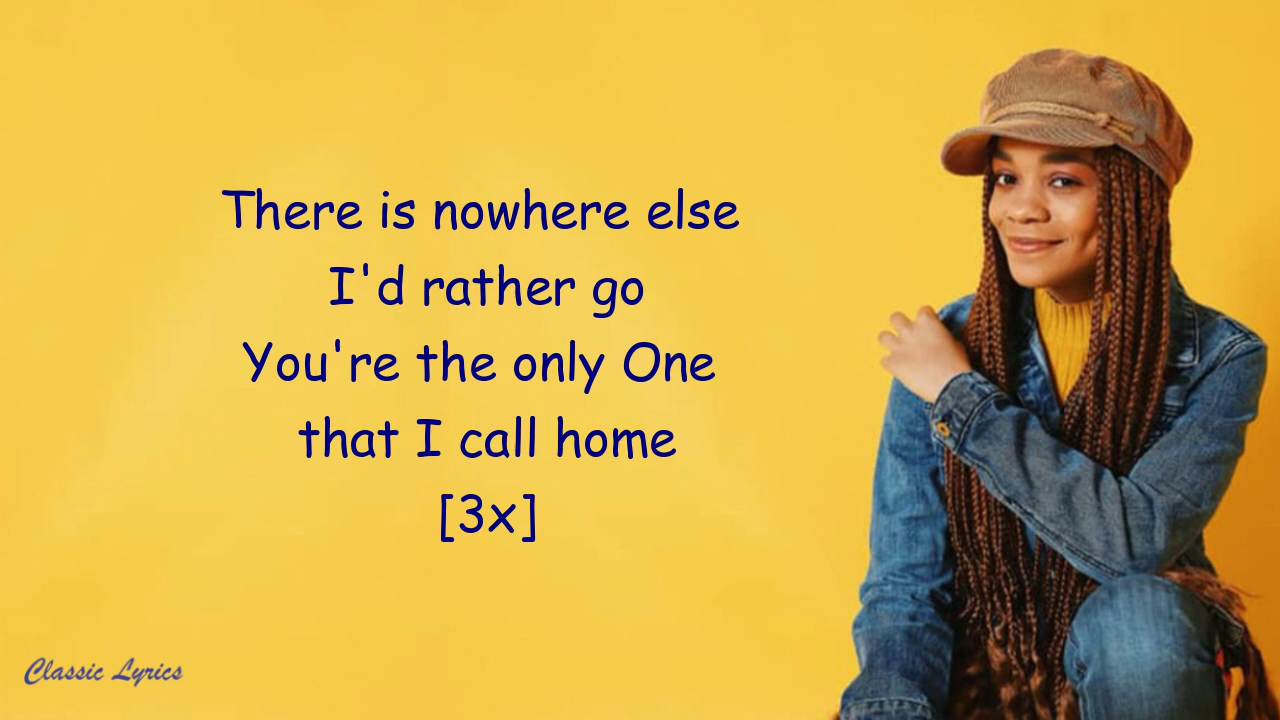 There is nowhere else
I'd rather go
You're the only One
that I call home
[3x]
Classic Lyrics